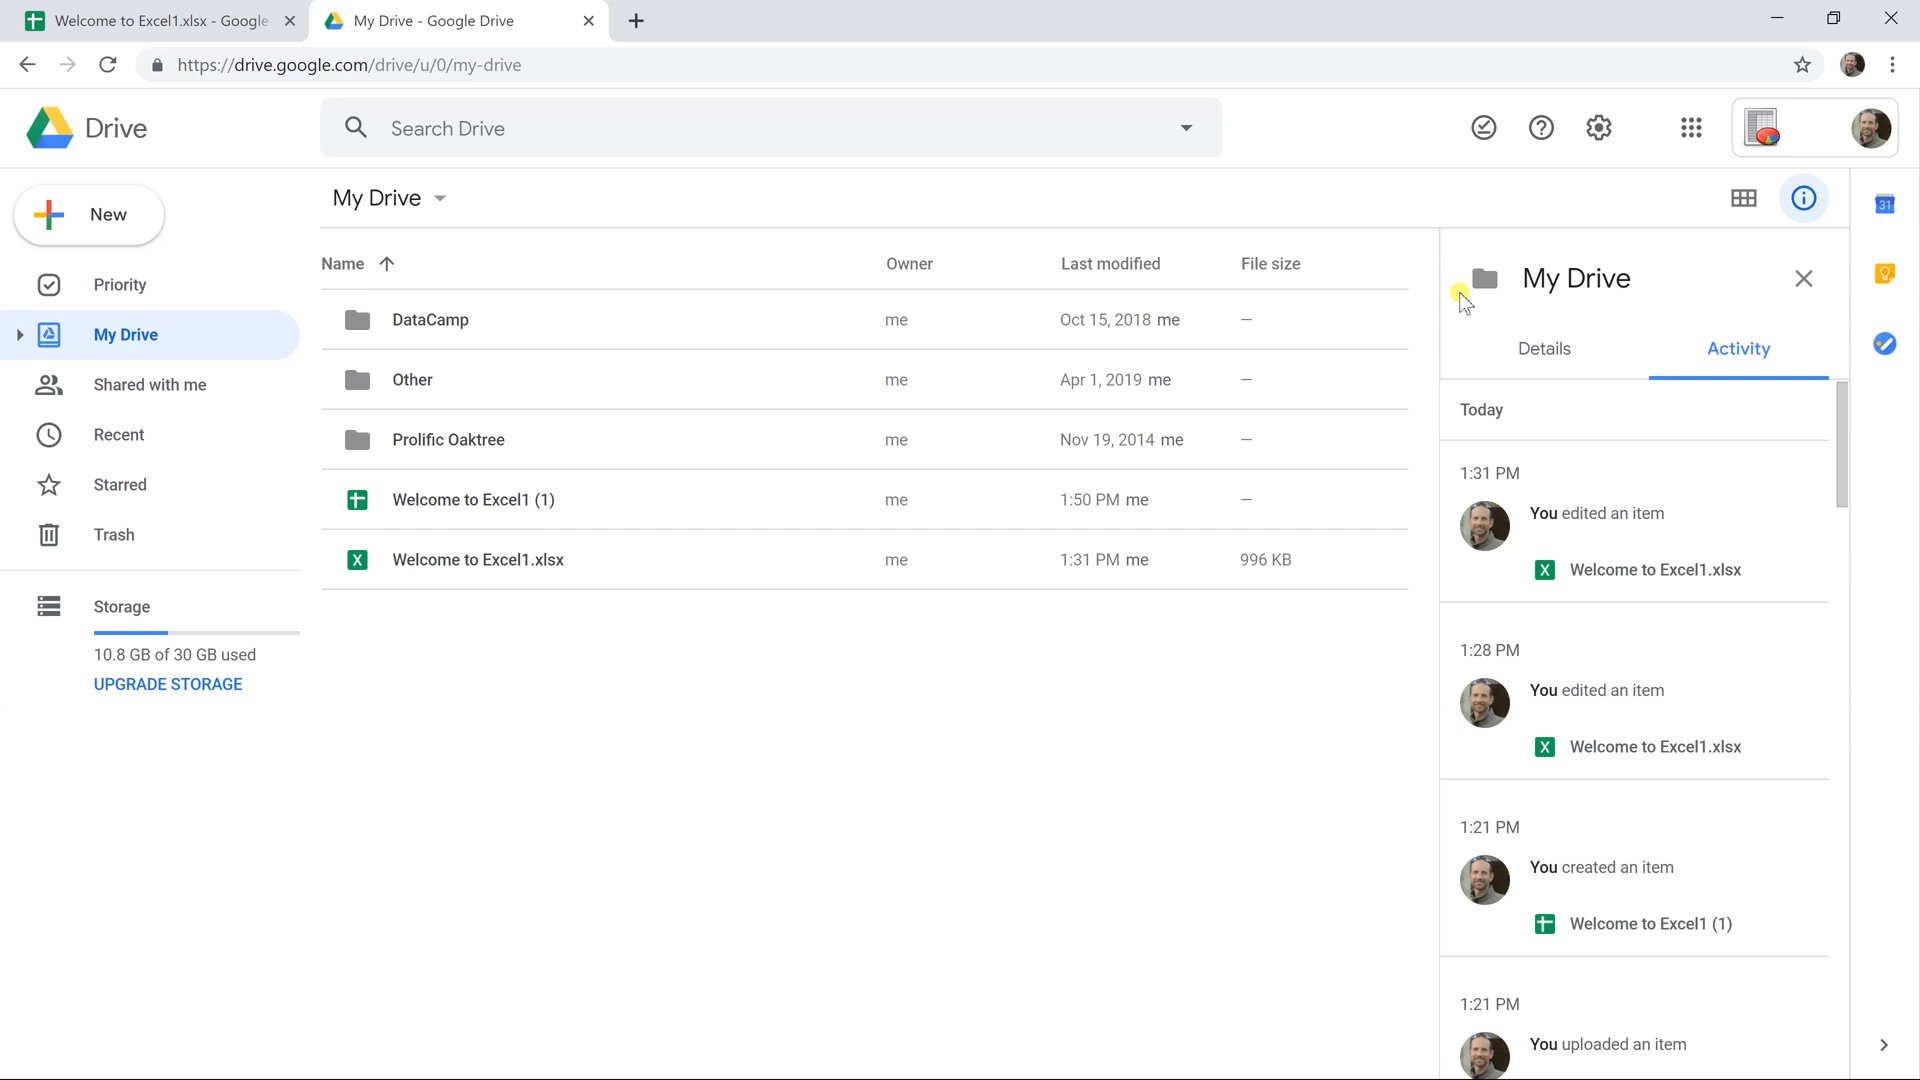 Welcome to Excel1.xlsx - Google
My Drive - Google Drive
https://drive.google.com/drive/u/0/my-drive
Drive
Search Drive
New
My Drive
Priority
My Drive
Shared with me
Recent
Starred
Trash
Storage
10.8 GB of 30 GB used
UPGRADE STORAGE
Name Owner Last modified File size
DataCamp me Oct 15, 2018 me –
Other me Apr 1, 2019 me –
Prolific Oaktree me Nov 19, 2014 me –
Welcome to Excel1 (1) me 1:50 PM me –
X Welcome to Excel1.xlsx me 1:31 PM me 996 KB
My Drive
Details Activity
Today
1:31 PM
You edited an item
X Welcome to Excel1.xlsx
1:28 PM
You edited an item
X Welcome to Excel1.xlsx
1:21 PM
You created an item
Welcome to Excel1 (1)
1:21 PM
You uploaded an item
31